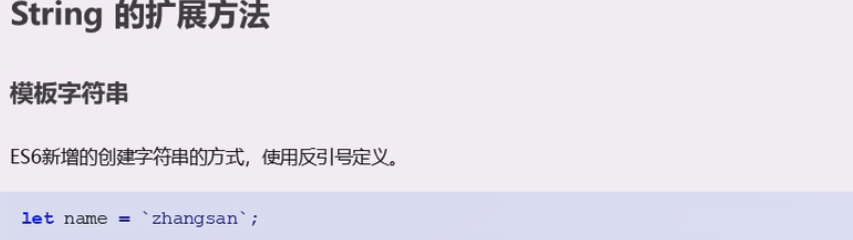 String 的扩展方法
模板字符串
ES6新增的创建字符串的方式，使用反引号定义。
let name = `zhangsan`;